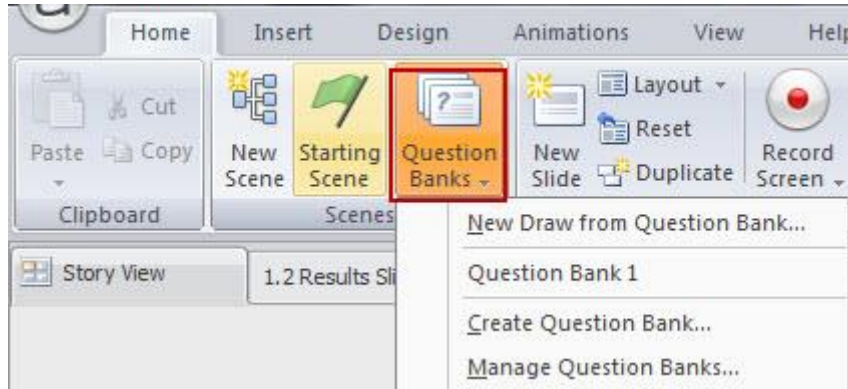 Home Insert Design Animations View Help
Cut
Copy
Paste
New Scene
Starting Scene
Question Banks
New Slide
Layout
Reset
Duplicate
Record Screen
Clipboard
Scenes
New Draw from Question Bank...
Question Bank 1
Create Question Bank...
Manage Question Banks...
Story View
1.2 Results Sli